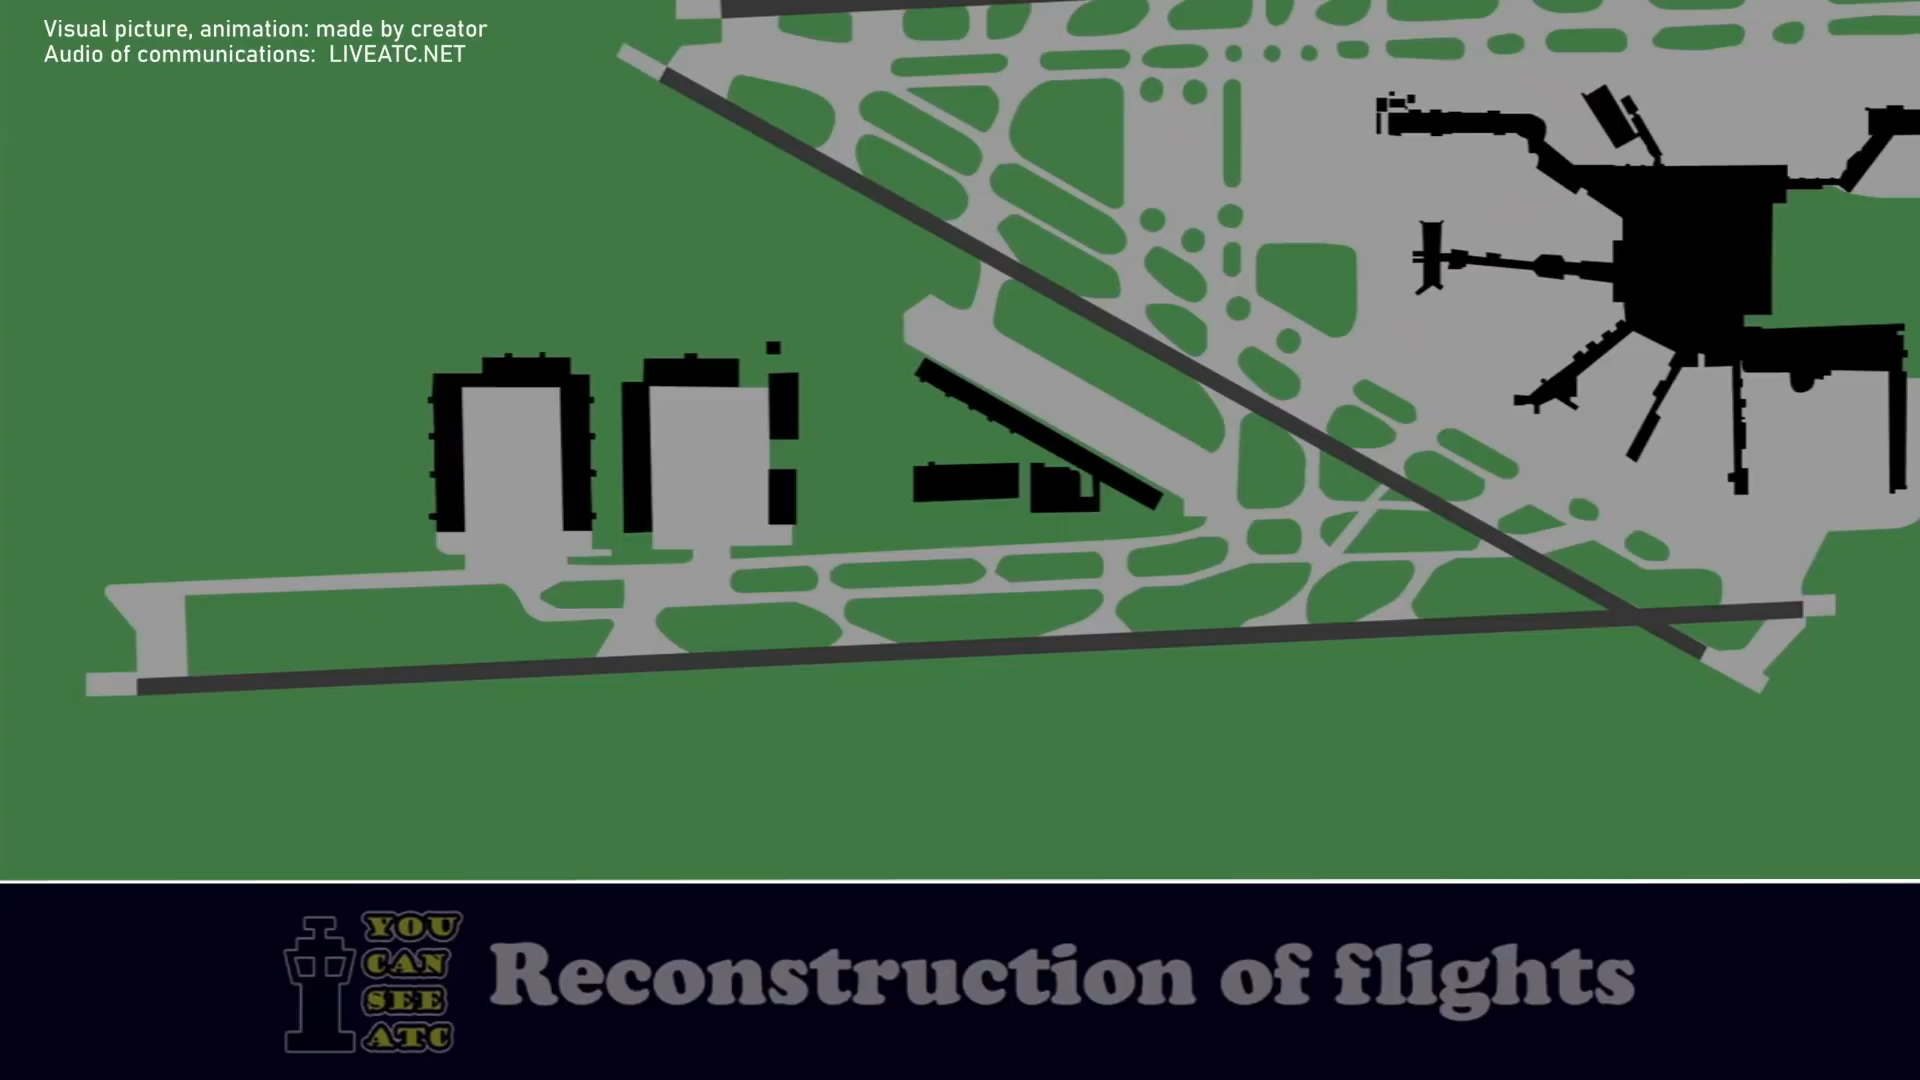 Visual picture, animation: made by creator
Audio of communications: LIVEATC.NET
YOU
CAN
SEE
ATC
Reconstruction of flights